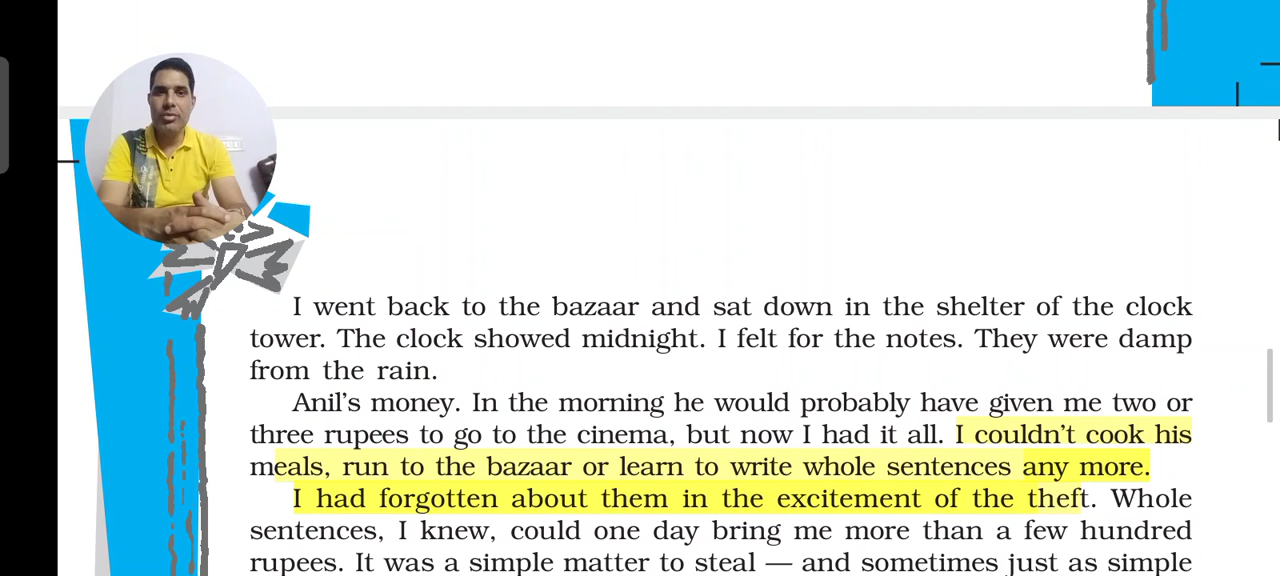 I went back to the bazaar and sat down in the shelter of the clock
tower. The clock showed midnight. I felt for the notes. They were damp
from the rain.
Anil’s money. In the morning he would probably have given me two or
three rupees to go to the cinema, but now I had it all. I couldn’t cook his
meals, run to the bazaar or learn to write whole sentences any more.
I had forgotten about them in the excitement of the theft. Whole
sentences, I knew, could one day bring me more than a few hundred
rupees. It was a simple matter to steal — and sometimes just as simple